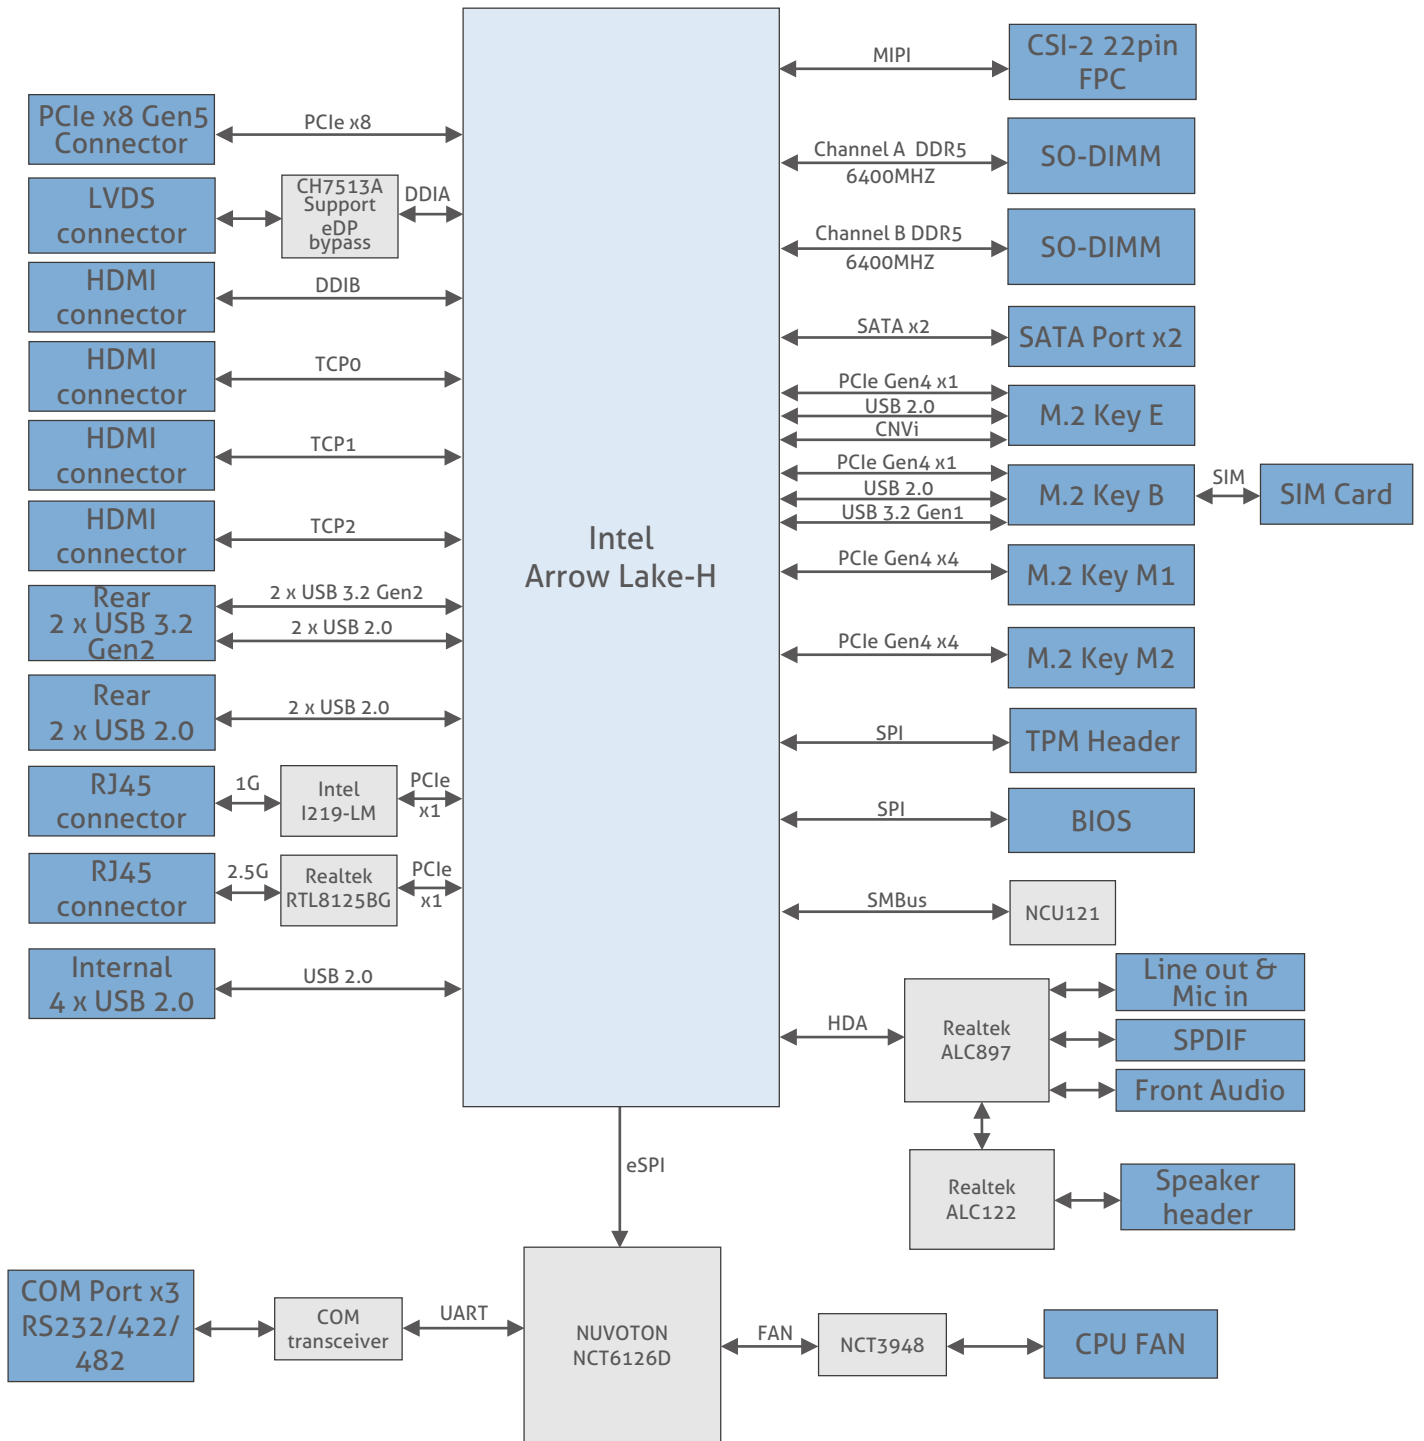 PCIe x8 Gen5
Connector
PCIe x8
LVDS
connector
CH7513A
Support
eDP
bypass
DDIA
HDMI
connector
DDIB
HDMI
connector
TCP0
HDMI
connector
TCP1
HDMI
connector
TCP2
Rear
2 x USB 3.2
Gen2
2 x USB 3.2 Gen2
2 x USB 2.0
Rear
2 x USB 2.0
2 x USB 2.0
RJ45
connector
1G
Intel
I219-LM
PCIe
x1
RJ45
connector
2.5G
Realtek
RTL8125BG
PCIe
x1
Internal
4 x USB 2.0
USB 2.0
Intel
Arrow Lake-H
MIPI
CSI-2 22pin
FPC
Channel A  DDR5
6400MHZ
SO-DIMM
Channel B DDR5
6400MHZ
SO-DIMM
SATA x2
SATA Port x2
PCIe Gen4 x1
USB 2.0
CNVi
M.2 Key E
PCIe Gen4 x1
USB 2.0
USB 3.2 Gen1
M.2 Key B
SIM
SIM Card
PCIe Gen4 x4
M.2 Key M1
PCIe Gen4 x4
M.2 Key M2
SPI
TPM Header
SPI
BIOS
SMBus
NCU121
HDA
Realtek
ALC897
Line out &
Mic in
SPDIF
Front Audio
Realtek
ALC122
Speaker
header
eSPI
COM Port x3
RS232/422/
482
COM
transceiver
UART
NUVOTON
NCT6126D
FAN
NCT3948
CPU FAN